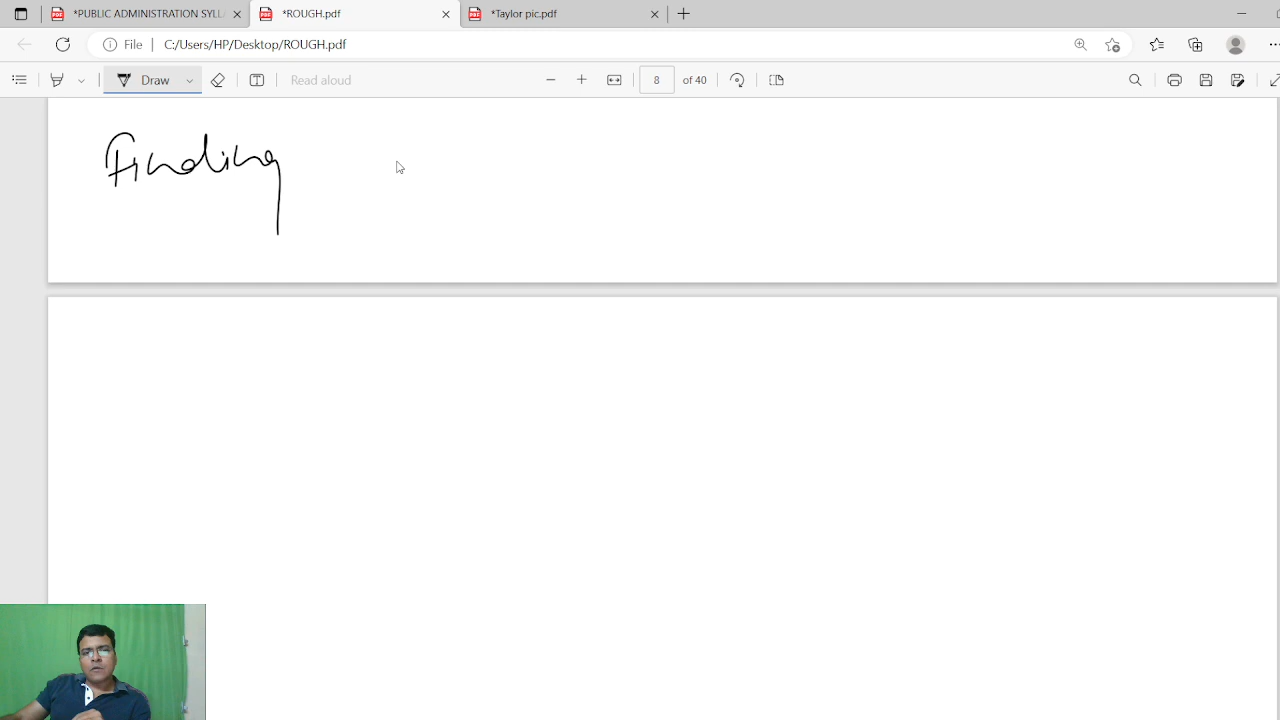 *PUBLIC ADMINISTRATION SYLL
*ROUGH.pdf
*Taylor pic.pdf
File | C:/Users/HP/Desktop/ROUGH.pdf
Draw
Read aloud
8 of 40
Finding